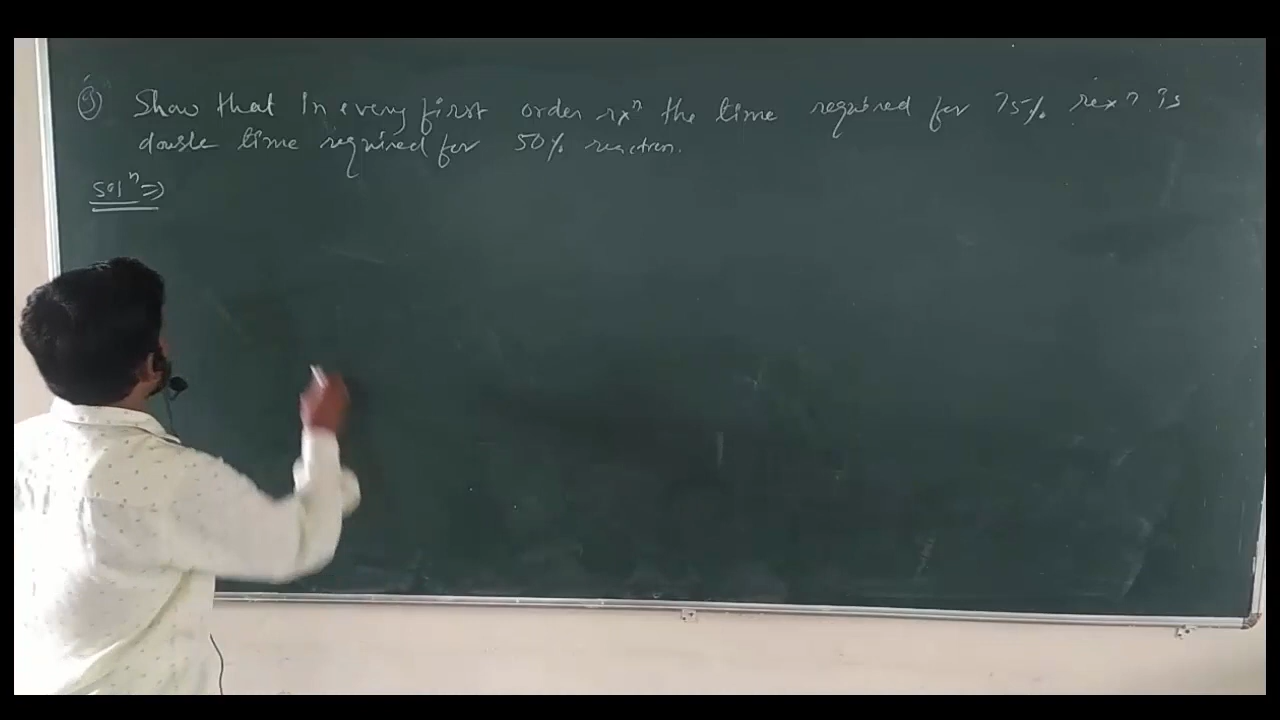 9) Show that In every first order rxⁿ the time required for 75% rexⁿ is
double time required for 50% reaction.
Solⁿ ⇒